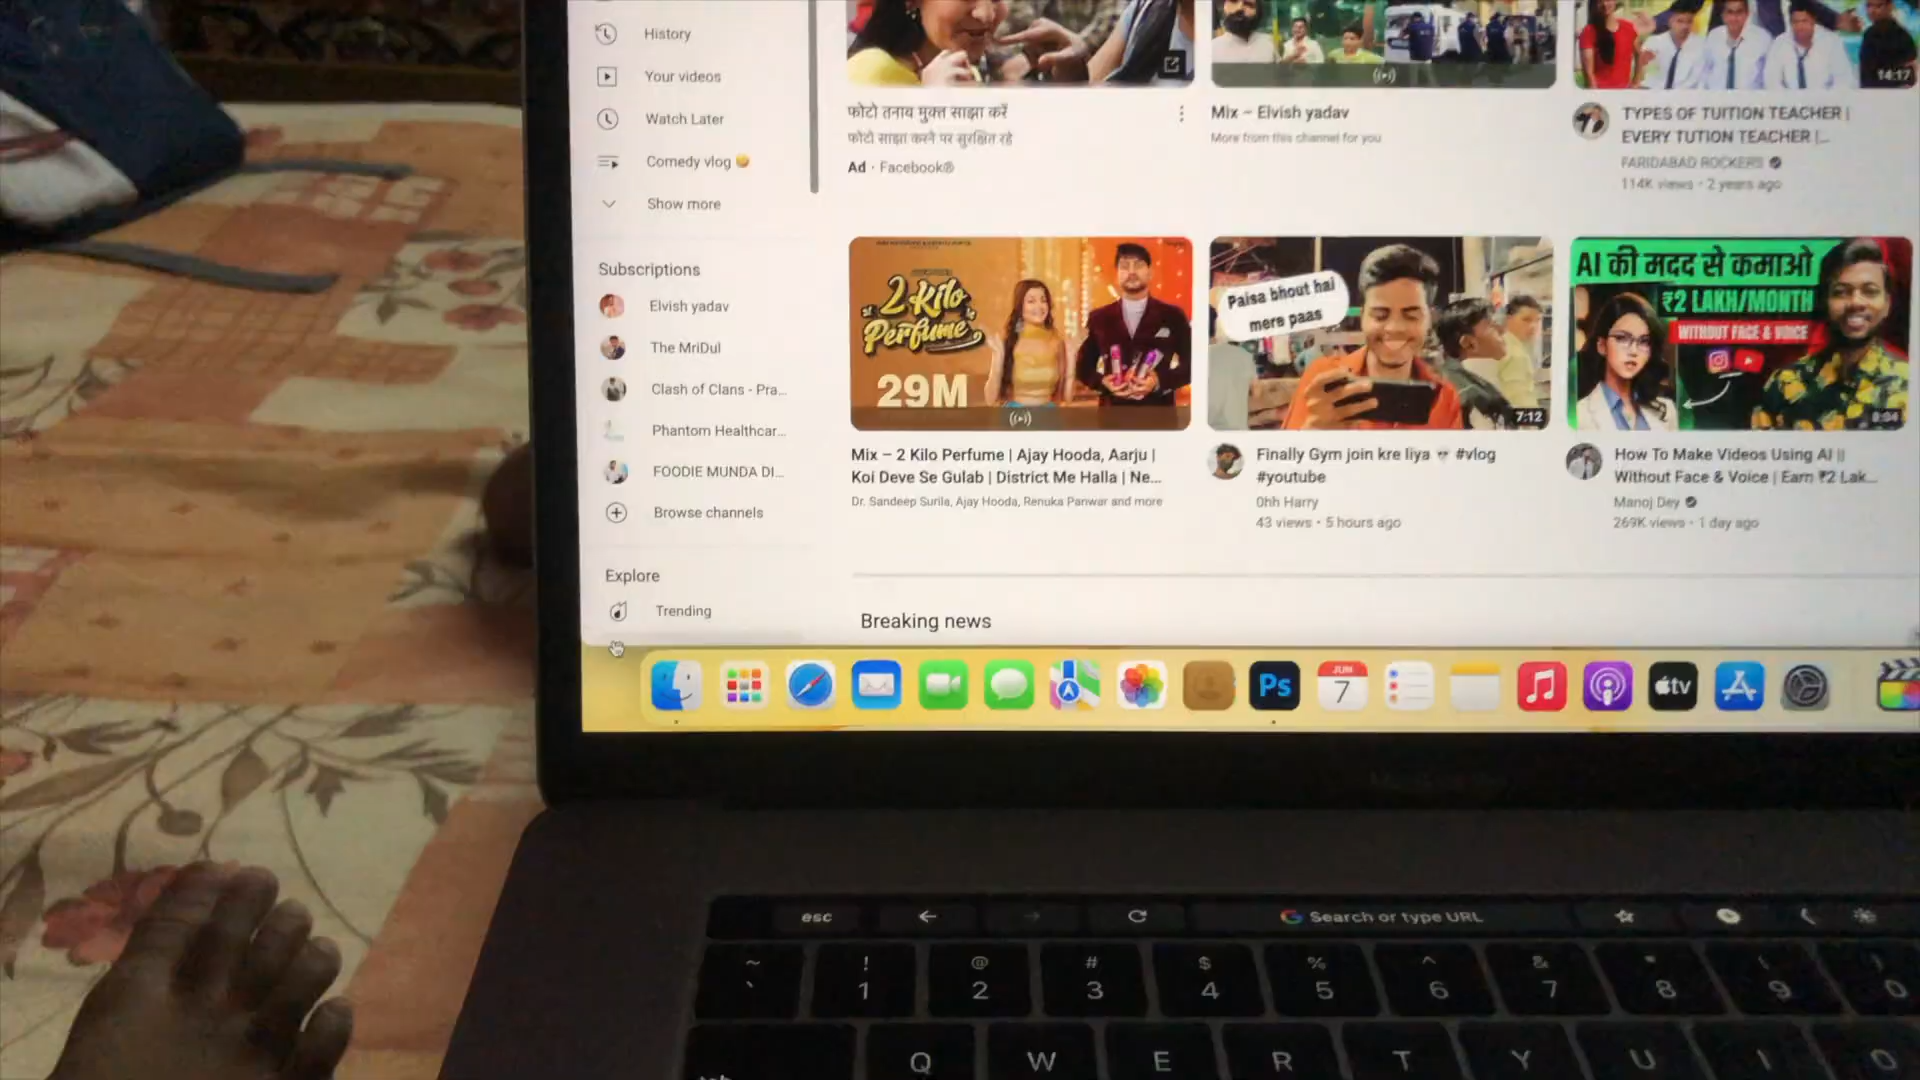 History
Your videos
Watch Later
Comedy vlog
Show more
Subscriptions
Elvish yadav
The MriDul
Clash of Clans - Pra...
Phantom Healthcar...
FOODIE MUNDA DI...
Browse channels
Explore
Trending
फोटो तनाव मुक्त साझा करें
फोटो साझा करने पर सुरक्षित रहे
Ad · Facebook®
Mix – Elvish yadav
More from this channel for you
14:17
TYPES OF TUITION TEACHER |
EVERY TUTION TEACHER |...
FARIDABAD ROCKERS
114K views • 2 years ago
2 Kilo
Perfume
29M
Mix – 2 Kilo Perfume | Ajay Hooda, Aarju |
Koi Deve Se Gulab | District Me Halla | Ne...
Dr. Sandeep Surila, Ajay Hooda, Renuka Panwar and more
Paisa bhout hai
mere paas
7:12
Finally Gym join kre liya #vlog
#youtube
Ohh Harry
43 views • 5 hours ago
AI की मदद से कमाओ
₹2 LAKH/MONTH
WITHOUT FACE & VOICE
8:04
How To Make Videos Using AI ||
Without Face & Voice | Earn ₹2 Lak...
Manoj Dey
269K views • 1 day ago
Breaking news
Ps
JUN
7
tv
esc
Search or type URL
~ ! @ # $ % ^ & * ( )
` 1 2 3 4 5 6 7 8 9 0
Q W E R T Y U I O